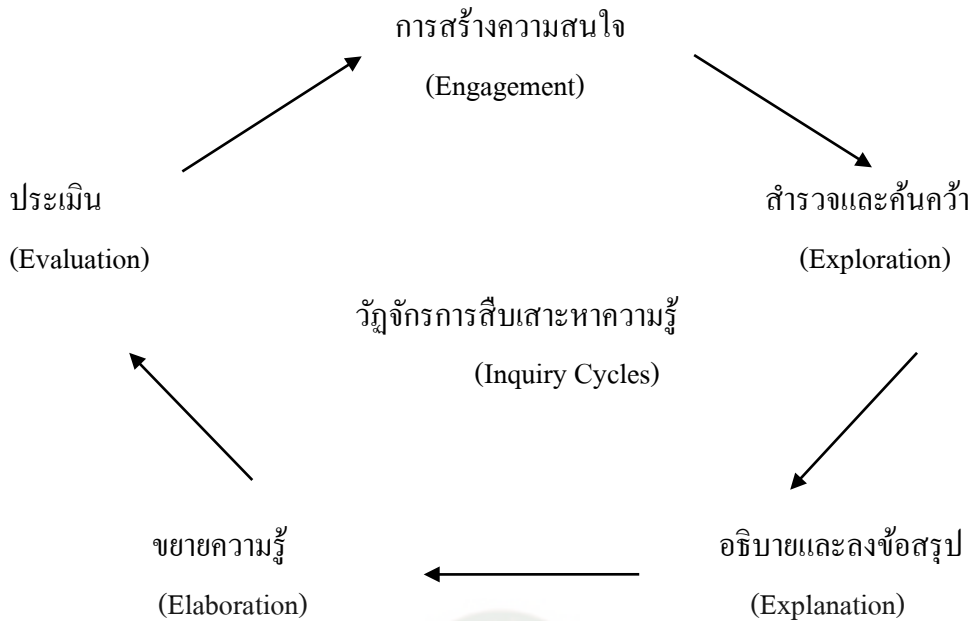 การสร้างความสนใจ
(Engagement)
ประเมิน
(Evaluation)
สำรวจและค้นคว้า
(Exploration)
วัฏจักรการสืบเสาะหาความรู้
(Inquiry Cycles)
ขยายความรู้
(Elaboration)
อธิบายและลงข้อสรุป
(Explanation)